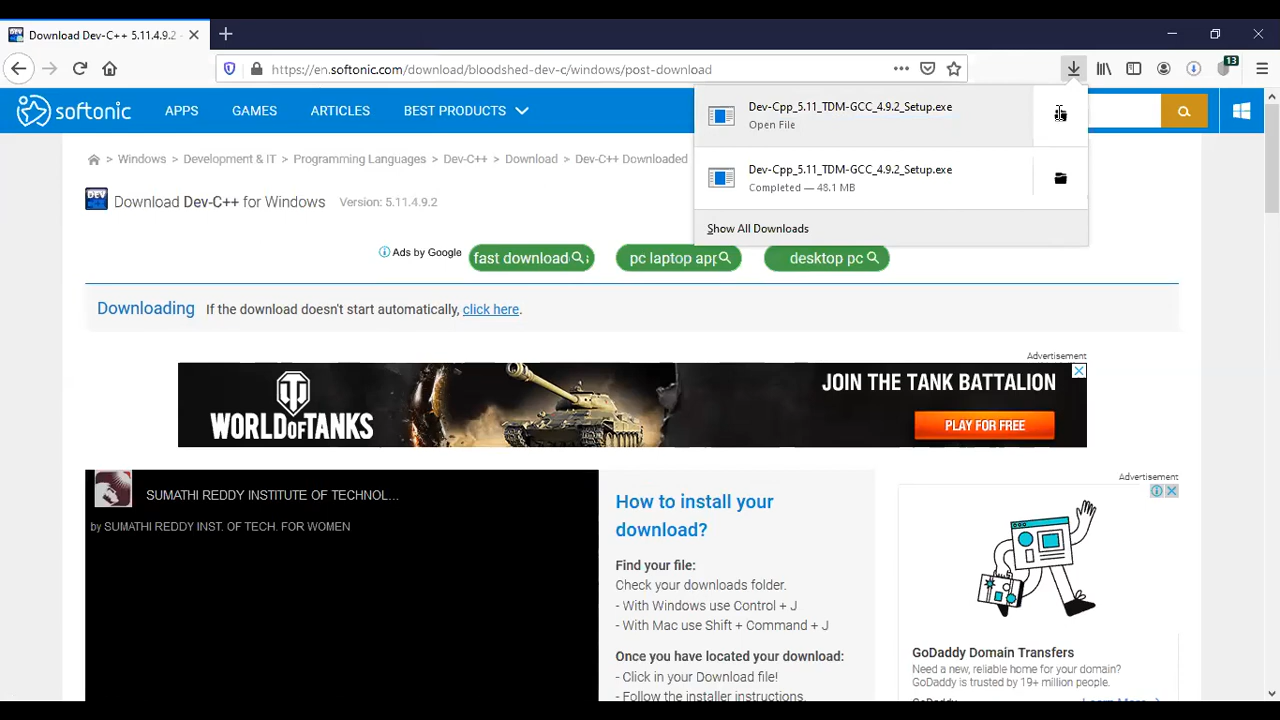 Download Dev-C++ 5.11.4.9.2 -
13
https://en.softonic.com/download/bloodshed-dev-c/windows/post-download
softonic
APPS
GAMES
ARTICLES
BEST PRODUCTS
Dev-Cpp_5.11_TDM-GCC_4.9.2_Setup.exe
Open File
Dev-Cpp_5.11_TDM-GCC_4.9.2_Setup.exe
Completed — 48.1 MB
Show All Downloads
> Windows > Development & IT > Programming Languages > Dev-C++ > Download > Dev-C++ Downloaded
DEV
Download Dev-C++ for Windows Version: 5.11.4.9.2
Ads by Google
fast download
pc laptop app
desktop pc
Downloading If the download doesn't start automatically, click here.
Advertisement
WORLD OF TANKS
JOIN THE TANK BATTALION
PLAY FOR FREE
SUMATHI REDDY INSTITUTE OF TECHNOL...
by SUMATHI REDDY INST. OF TECH. FOR WOMEN
How to install your
download?
Find your file:
Check your downloads folder.
- With Windows use Control + J
- With Mac use Shift + Command + J
Once you have located your download:
- Click in your Download file!
- Follow the installer instructions.
Advertisement
GoDaddy Domain Transfers
Need a new, reliable home for your domain?
GoDaddy is trusted by 19+ million people.
GoDaddy
Learn More